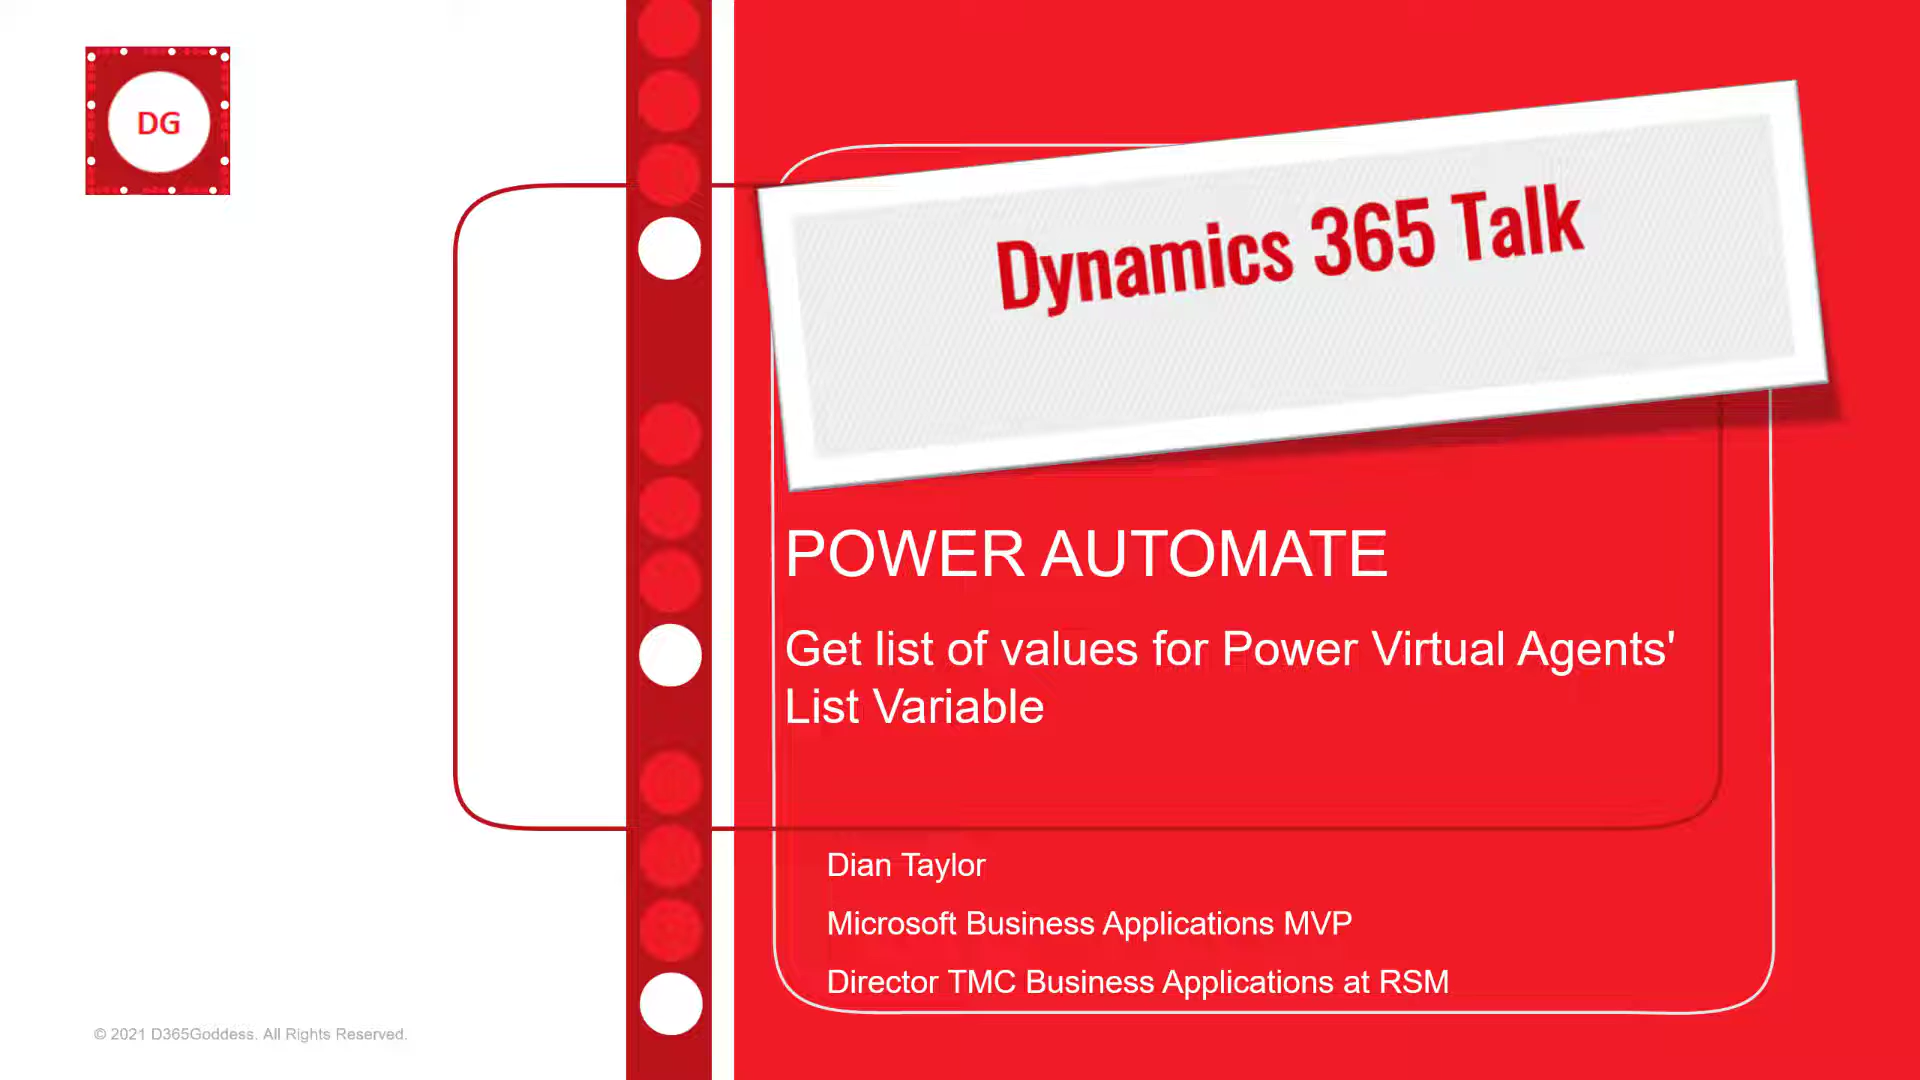 DG
Dynamics 365 Talk
POWER AUTOMATE
Get list of values for Power Virtual Agents'
List Variable
Dian Taylor
Microsoft Business Applications MVP
Director TMC Business Applications at RSM
© 2021 D365Goddess. All Rights Reserved.